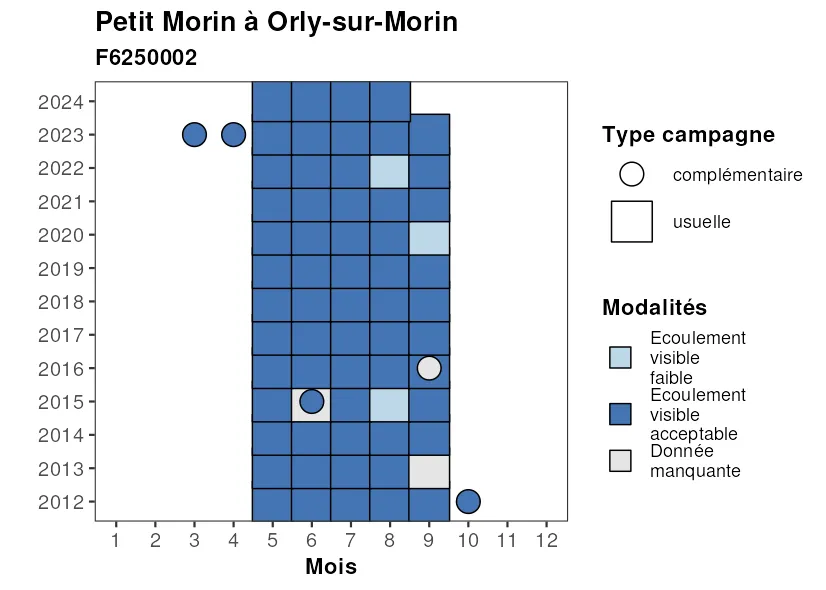 Petit Morin à Orly-sur-Morin
F6250002
2024
2023
2022
2021
2020
2019
2018
2017
2016
2015
2014
2013
2012
1 2 3 4 5 6 7 8 9 10 11 12
Mois
Type campagne
complémentaire
usuelle
Modalités
Ecoulement
visible
faible
Ecoulement
visible
acceptable
Donnée
manquante